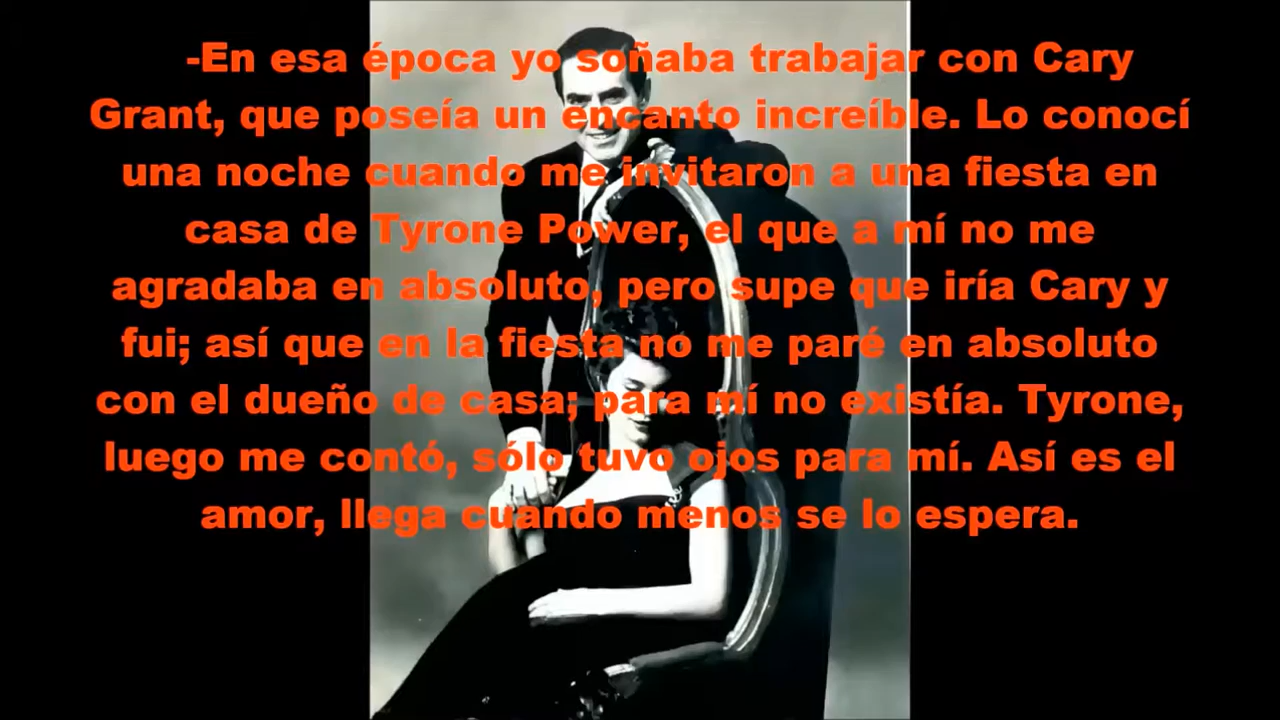 -En esa época yo soñaba trabajar con Cary
Grant, que poseía un encanto increíble. Lo conocí
una noche cuando me invitaron a una fiesta en
casa de Tyrone Power, el que a mí no me
agradaba en absoluto, pero supe que iría Cary y
fui; así que en la fiesta no me paré en absoluto
con el dueño de casa; para mí no existía. Tyrone,
luego me contó, sólo tuvo ojos para mí. Así es el
amor, llega cuando menos se lo espera.